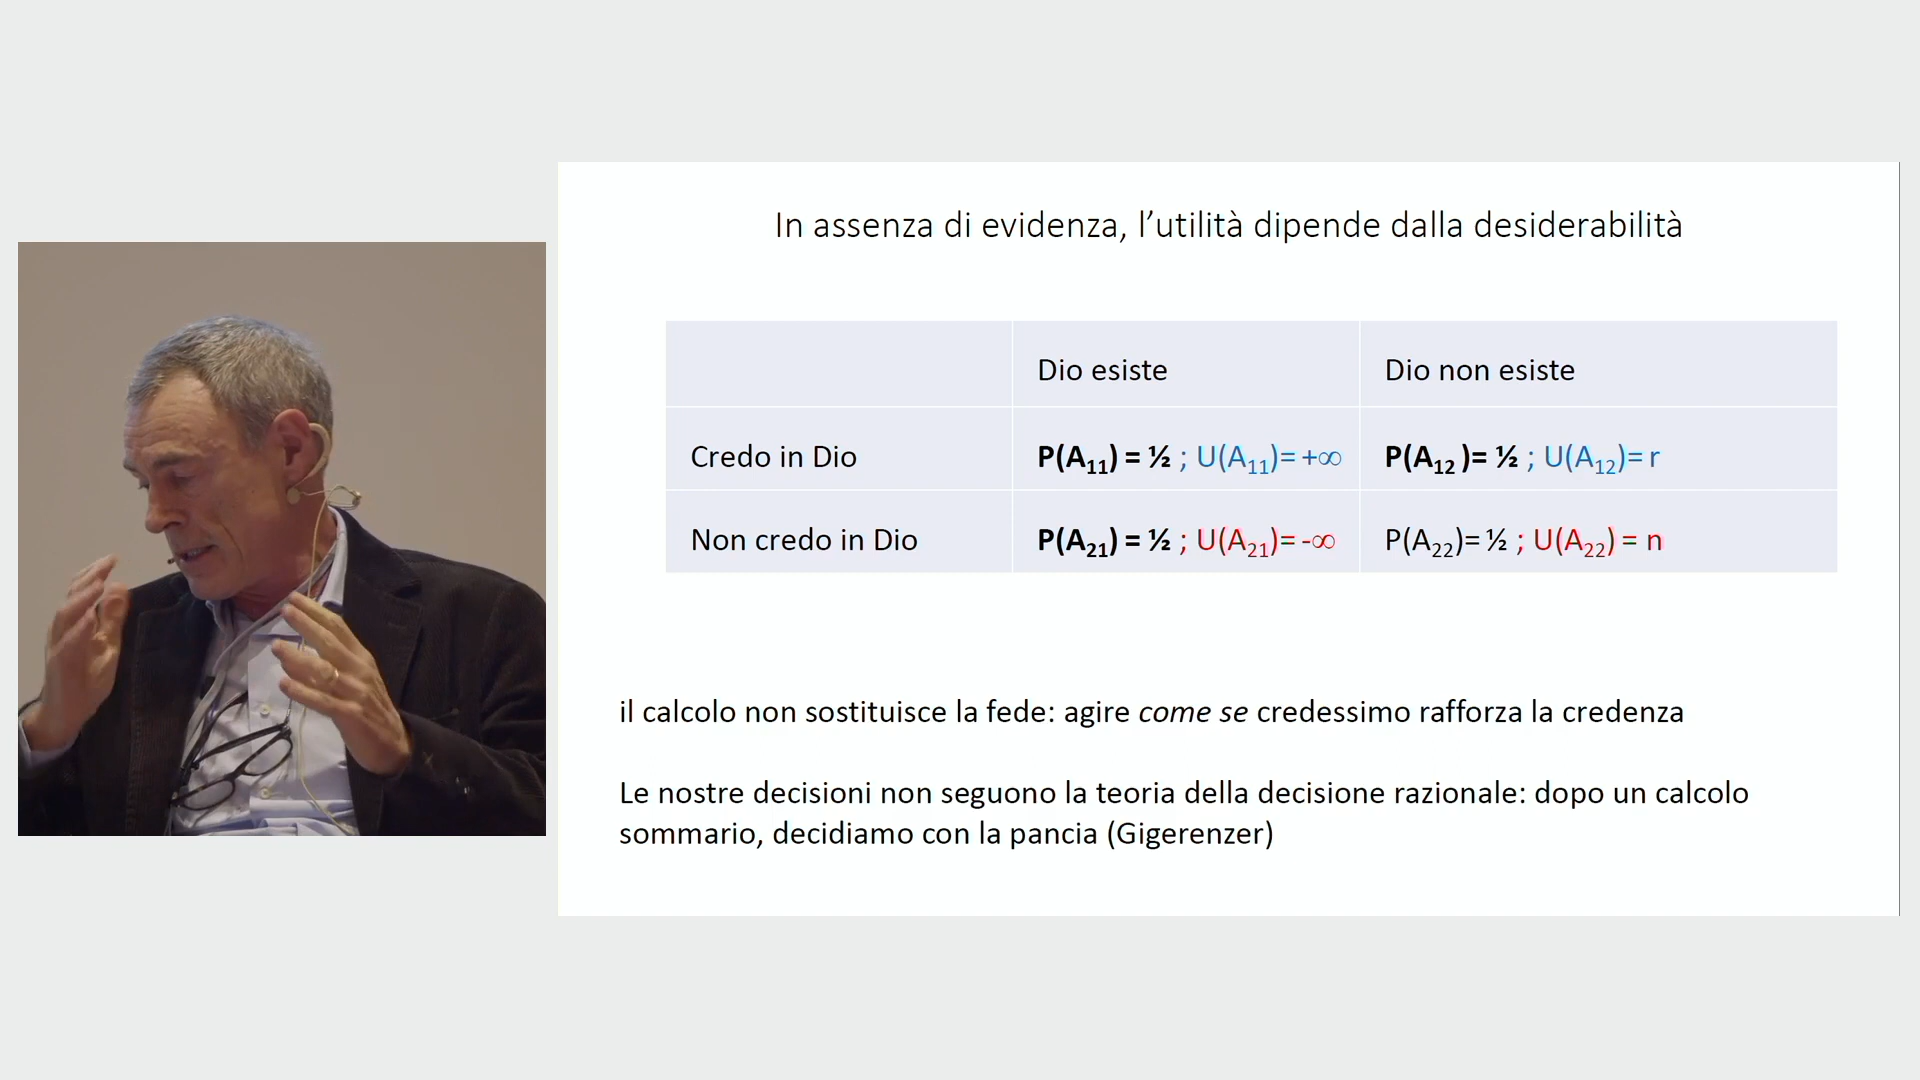 In assenza di evidenza, l’utilità dipende dalla desiderabilità
Dio esiste Dio non esiste
Credo in Dio P(A11) = ½ ; U(A11)= +∞ P(A12 )= ½ ; U(A12)= r
Non credo in Dio P(A21) = ½ ; U(A21)= -∞ P(A22)= ½ ; U(A22) = n
il calcolo non sostituisce la fede: agire come se credessimo rafforza la credenza
Le nostre decisioni non seguono la teoria della decisione razionale: dopo un calcolo
sommario, decidiamo con la pancia (Gigerenzer)